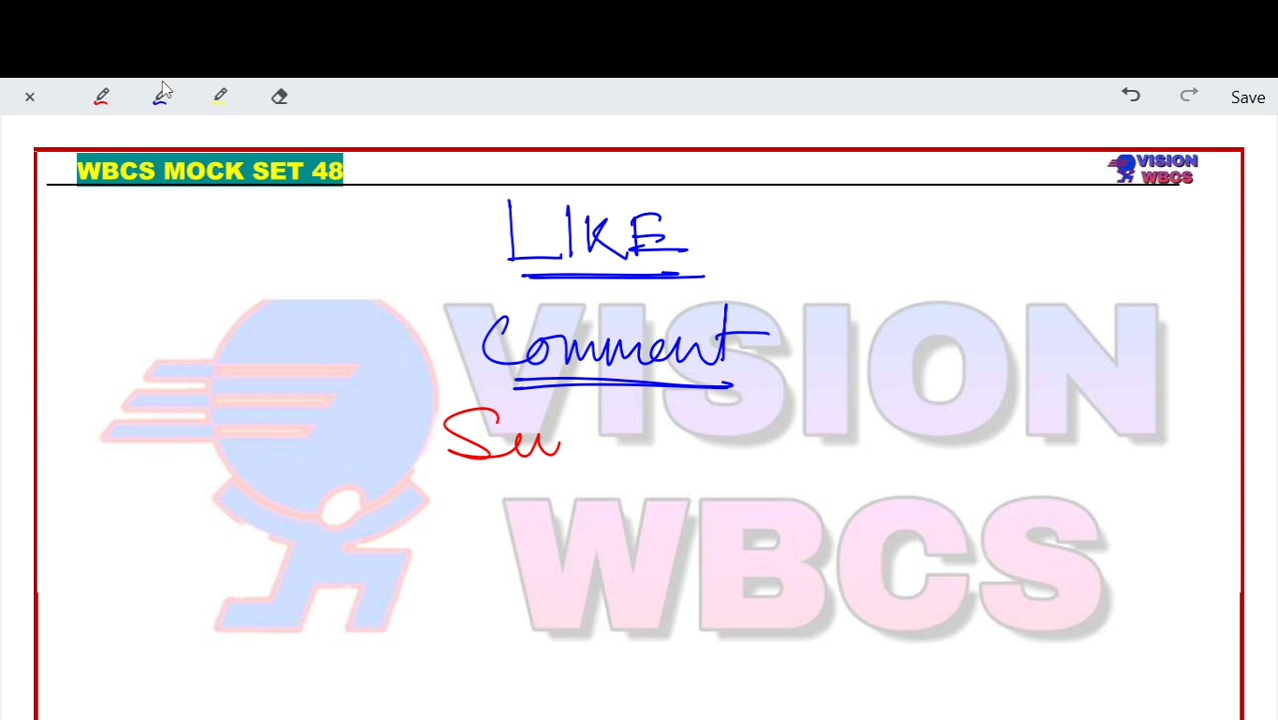 Save
WBCS MOCK SET 48
VISION
WBCS
LIKE
Comment
Su
VISION
WBCS